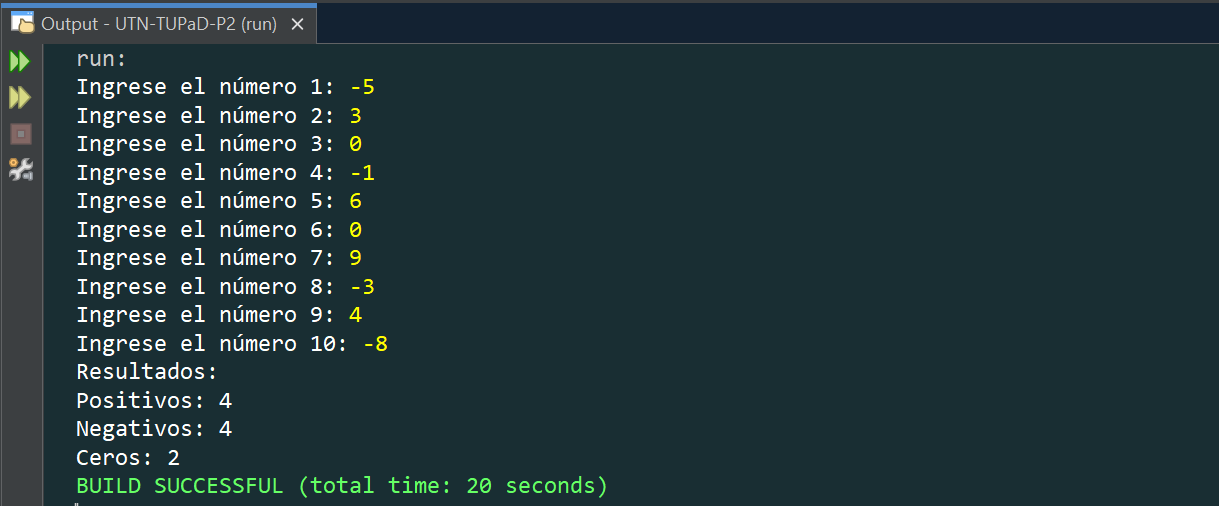 Output - UTN-TUPaD-P2 (run)
run:
Ingrese el número 1: -5
Ingrese el número 2: 3
Ingrese el número 3: 0
Ingrese el número 4: -1
Ingrese el número 5: 6
Ingrese el número 6: 0
Ingrese el número 7: 9
Ingrese el número 8: -3
Ingrese el número 9: 4
Ingrese el número 10: -8
Resultados:
Positivos: 4
Negativos: 4
Ceros: 2
BUILD SUCCESSFUL (total time: 20 seconds)